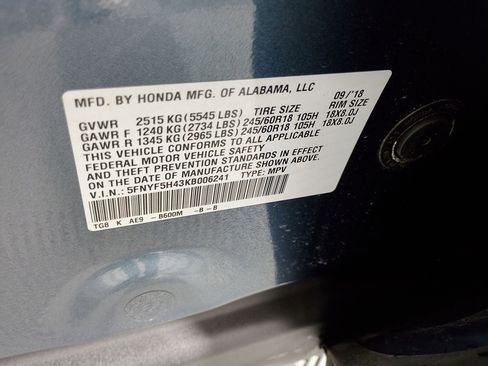 MFD. BY HONDA MFG. OF ALABAMA, LLC 09/'18
GVWR 2515 KG (5545 LBS) TIRE SIZE RIM SIZE
GAWR F 1240 KG (2734 LBS) 245/60R18 105H 18X8.0J
GAWR R 1345 KG (2965 LBS) 245/60R18 105H 18X8.0J
THIS VEHICLE CONFORMS TO ALL APPLICABLE
FEDERAL MOTOR VEHICLE SAFETY
AND THEFT PREVENTION STANDARDS IN EFFECT ON
THE DATE OF MANUFACTURE SHOWN ABOVE.
V.I.N.: 5FNYF5H43KB006241 TYPE: MPV
TG8 K AE9 -B600M -B-B